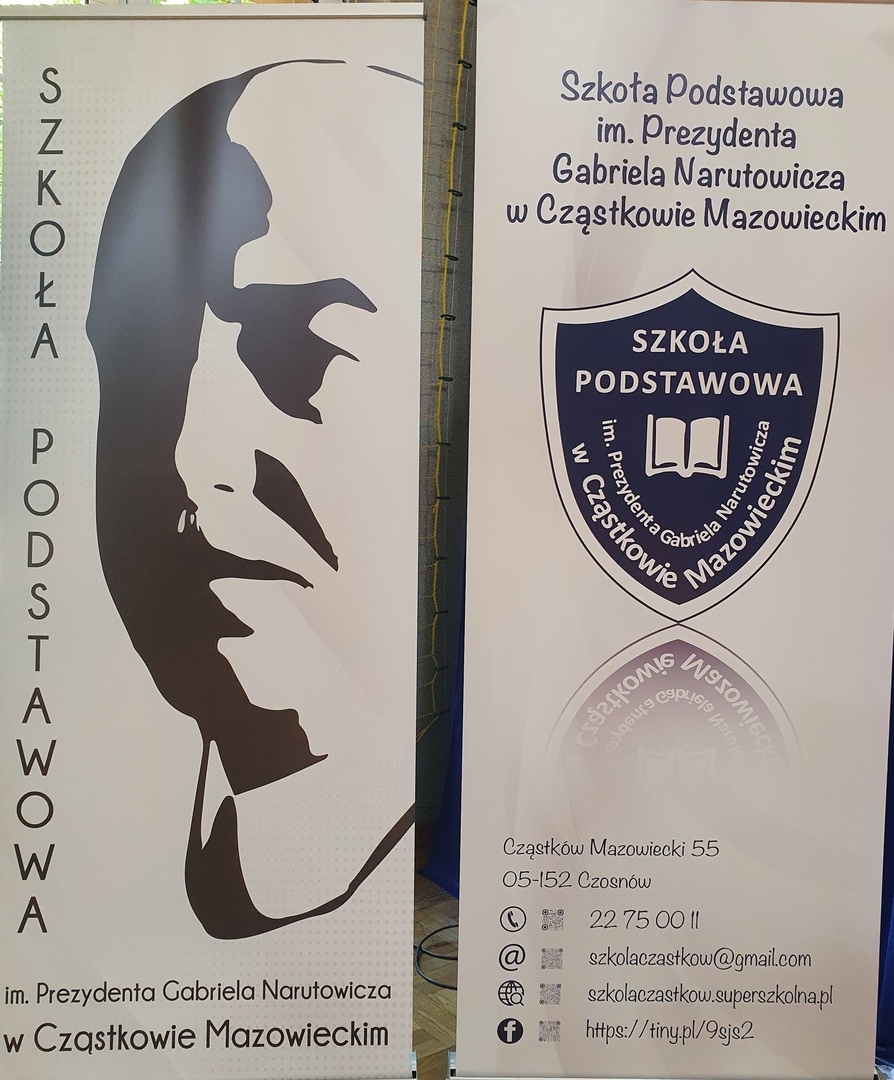 SZKOŁA PODSTAWOWA
im. Prezydenta Gabriela Narutowicza
w Cząstkowie Mazowieckim
Szkoła Podstawowa
im. Prezydenta
Gabriela Narutowicza
w Cząstkowie Mazowieckim
SZKOŁA
PODSTAWOWA
im. Prezydenta Gabriela Narutowicza
w Cząstkowie Mazowieckim
Cząstków Mazowiecki 55
05-152 Czosnów
22 75 00 11
szkolaczastkow@gmail.com
szkolaczastkow.superszkolna.pl
https://tiny.pl/9sjs2